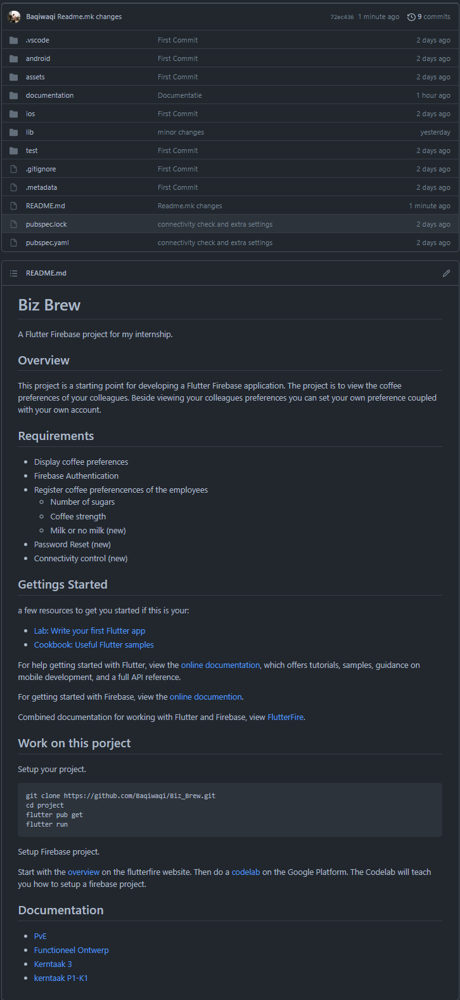 Baqiwaqi Readme.mk changes 72ec436 1 minute ago 9 commits
.vscode First Commit 2 days ago
android First Commit 2 days ago
assets First Commit 2 days ago
documentation Documentatie 1 hour ago
ios First Commit 2 days ago
lib minor changes yesterday
test First Commit 2 days ago
.gitignore First Commit 2 days ago
.metadata First Commit 2 days ago
README.md Readme.mk changes 1 minute ago
pubspec.lock connectivity check and extra settings 2 days ago
pubspec.yaml connectivity check and extra settings 2 days ago
README.md
Biz Brew
A Flutter Firebase project for my internship.
Overview
This project is a starting point for developing a Flutter Firebase application. The project is to view the coffee
preferences of your colleagues. Beside viewing your colleagues preferences you can set your own preference coupled
with your own account.
Requirements
Display coffee preferences
Firebase Authentication
Register coffee preferencences of the employees
Number of sugars
Coffee strength
Milk or no milk (new)
Password Reset (new)
Connectivity control (new)
Gettings Started
a few resources to get you started if this is your:
Lab: Write your first Flutter app
Cookbook: Useful Flutter samples
For help getting started with Flutter, view the online documentation, which offers tutorials, samples, guidance on
mobile development, and a full API reference.
For getting started with Firebase, view the online documention.
Combined documentation for working with Flutter and Firebase, view FlutterFire.
Work on this porject
Setup your project.
git clone https://github.com/Baqiwaqi/Biz_Brew.git
cd project
flutter pub get
flutter run
Setup Firebase project.
Start with the overview on the flutterfire website. Then do a codelab on the Google Platform. The Codelab will teach
you how to setup a firebase project.
Documentation
PvE
Functioneel Ontwerp
Kerntaak 3
kerntaak P1-K1